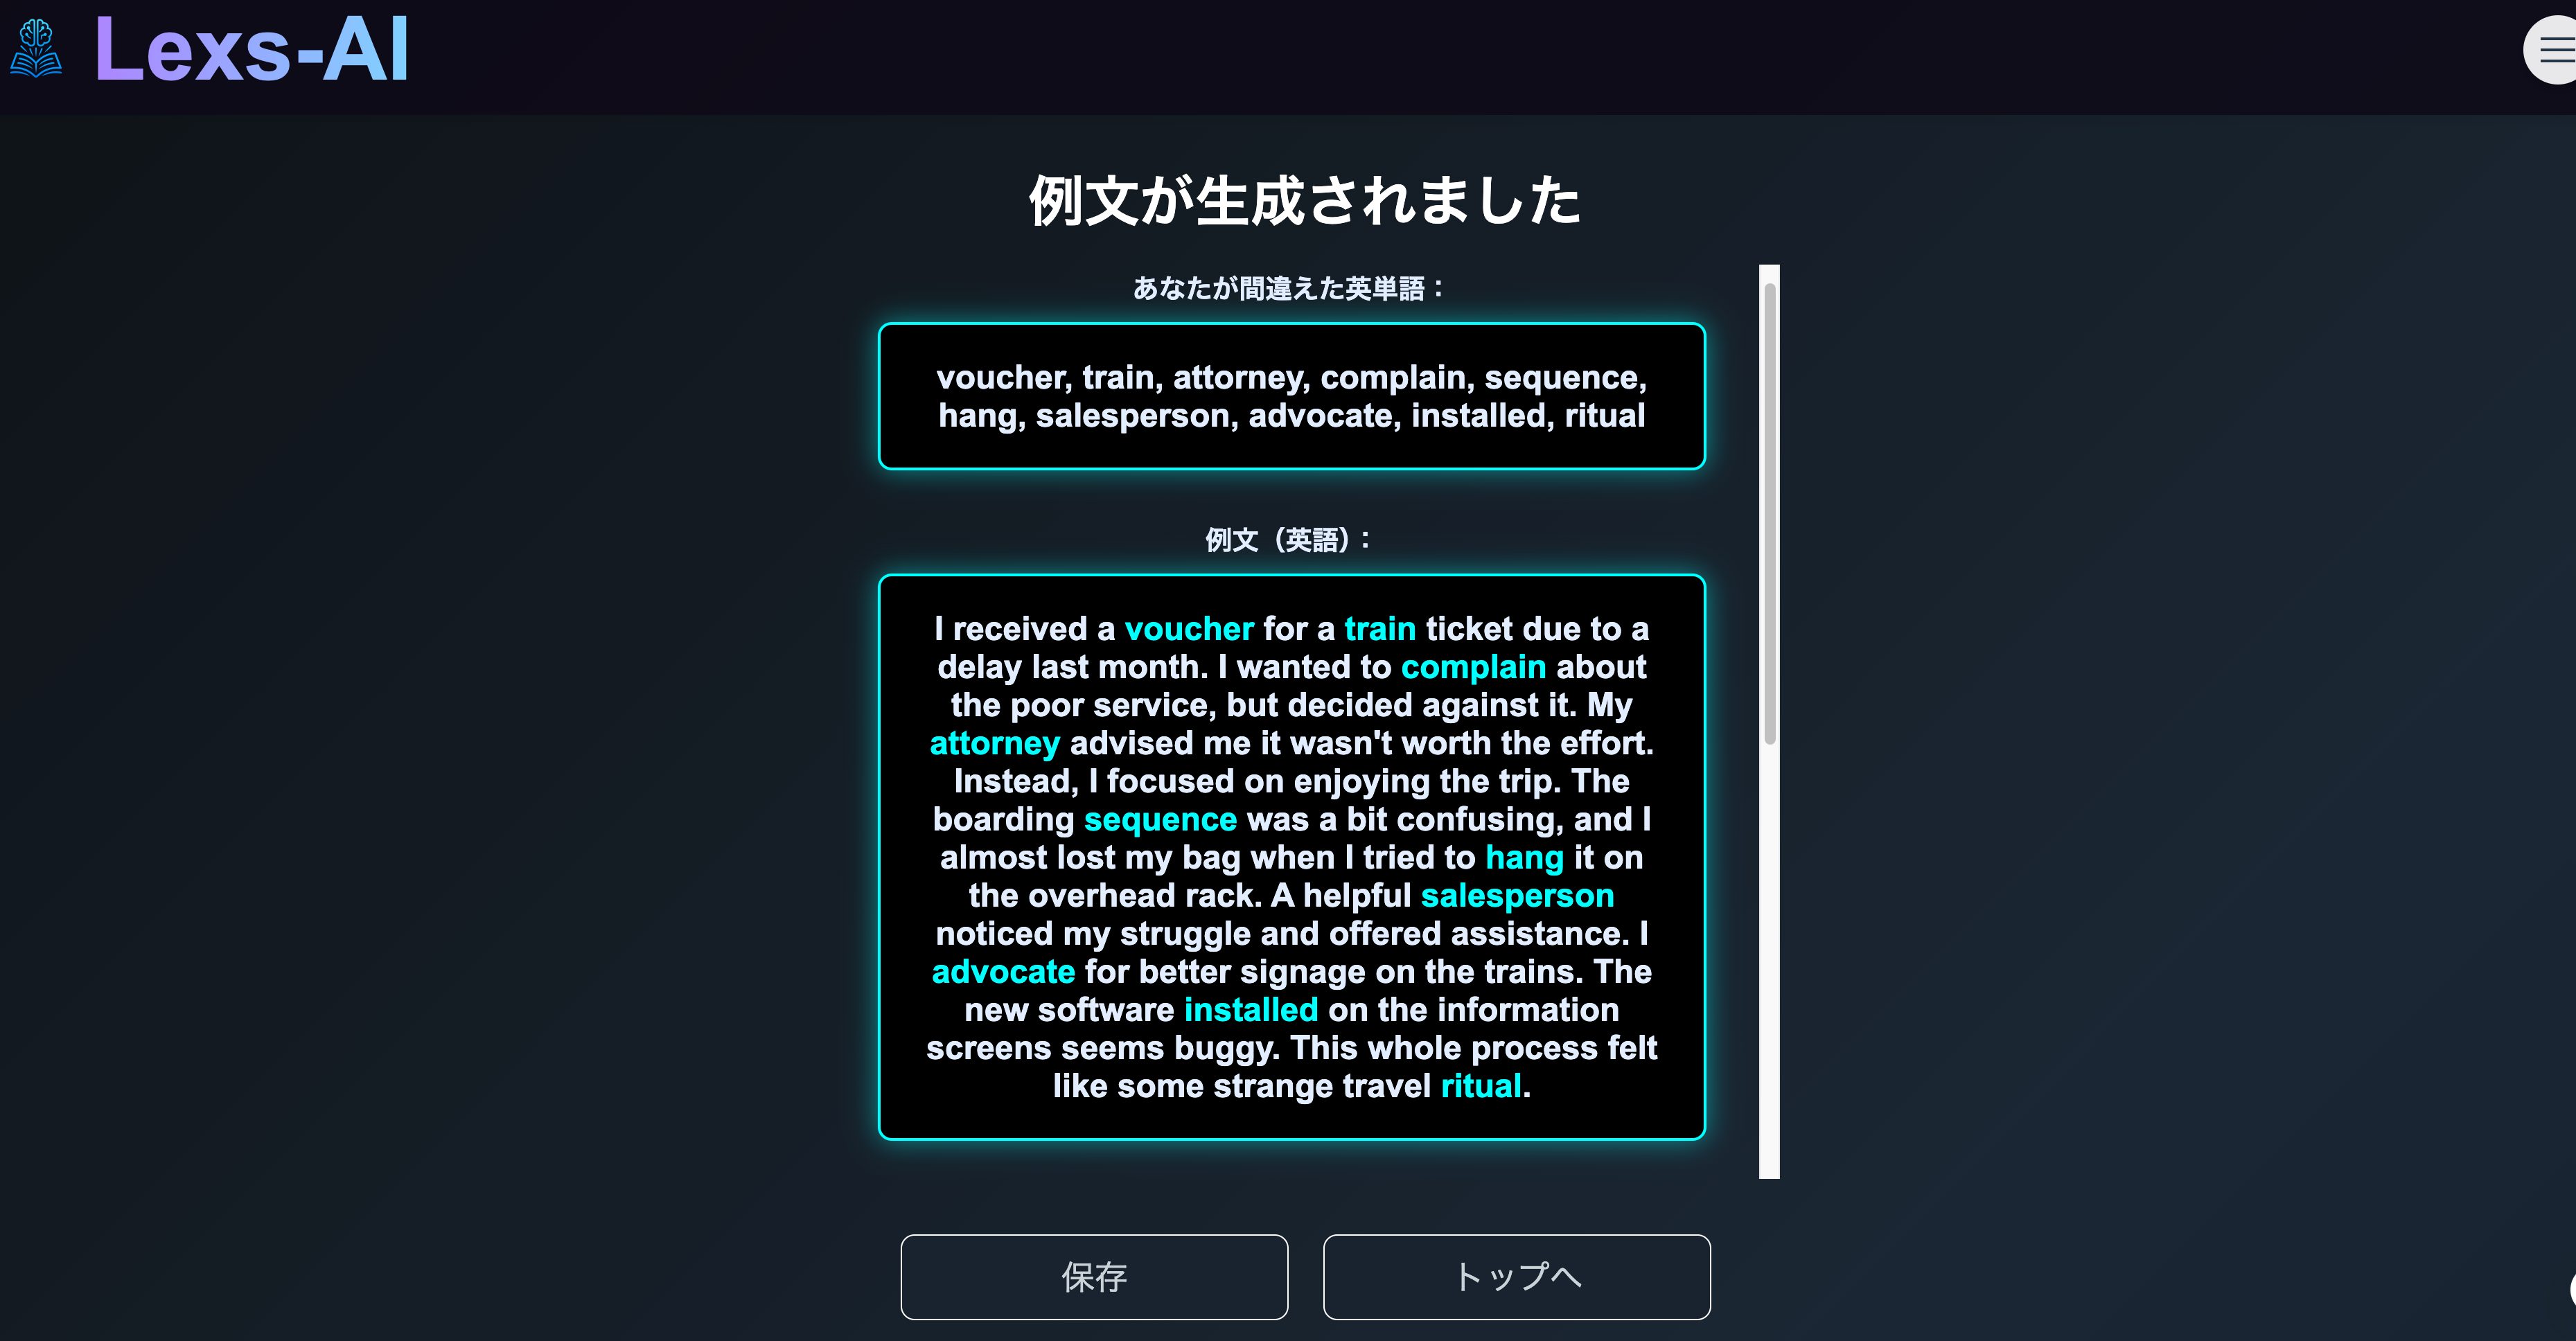 Lexs-AI
例文が生成されました
あなたが間違えた英単語：
voucher, train, attorney, complain, sequence,
hang, salesperson, advocate, installed, ritual
例文（英語）：
I received a voucher for a train ticket due to a
delay last month. I wanted to complain about
the poor service, but decided against it. My
attorney advised me it wasn't worth the effort.
Instead, I focused on enjoying the trip. The
boarding sequence was a bit confusing, and I
almost lost my bag when I tried to hang it on
the overhead rack. A helpful salesperson
noticed my struggle and offered assistance. I
advocate for better signage on the trains. The
new software installed on the information
screens seems buggy. This whole process felt
like some strange travel ritual.
保存
トップへ